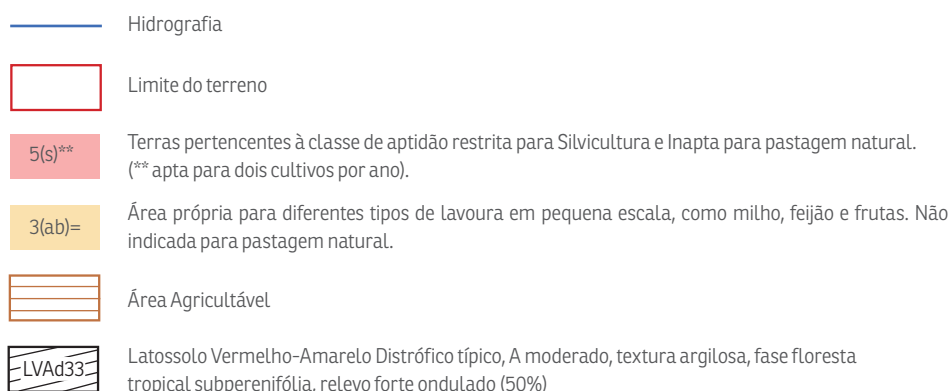 Hidrografia
Limite do terreno
5(s)**
Terras pertencentes à classe de aptidão restrita para Silvicultura e Inapta para pastagem natural.
(** apta para dois cultivos por ano).
3(ab)=
Área própria para diferentes tipos de lavoura em pequena escala, como milho, feijão e frutas. Não
indicada para pastagem natural.
Área Agricultável
LVAd33
Latossolo Vermelho-Amarelo Distrófico típico, A moderado, textura argilosa, fase floresta
tropical subperenifólia, relevo forte ondulado (50%)